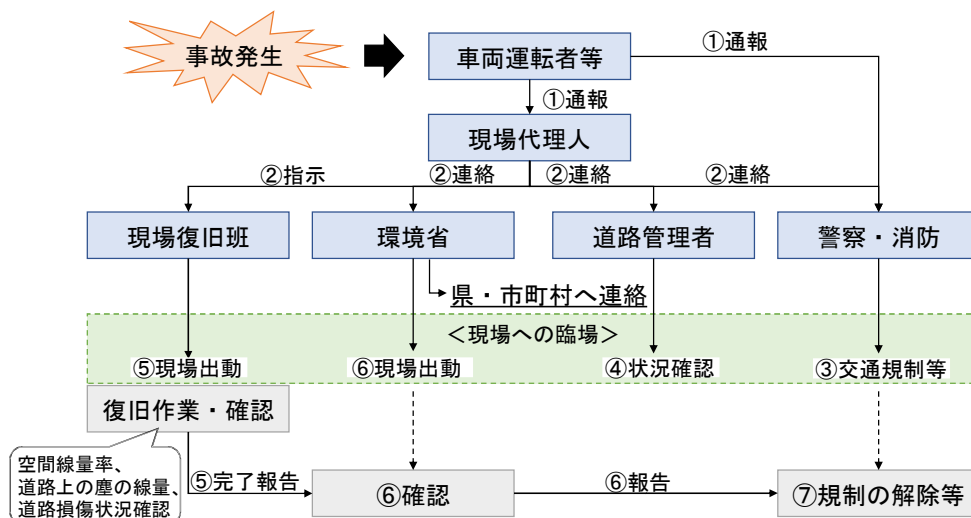 事故発生
車両運転者等
①通報
①通報
現場代理人
②指示
②連絡
②連絡
②連絡
現場復旧班
環境省
道路管理者
警察・消防
県・市町村へ連絡
＜現場への臨場＞
⑤現場出動
⑥現場出動
④状況確認
③交通規制等
復旧作業・確認
空間線量率、
道路上の塵の線量、
道路損傷状況確認
⑤完了報告
⑥確認
⑥報告
⑦規制の解除等